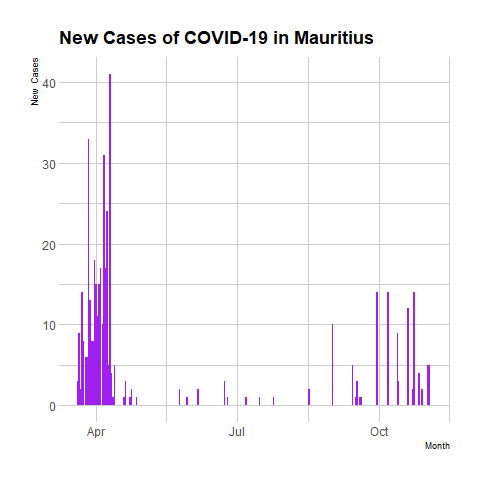 New Cases of COVID-19 in Mauritius
New Cases
40
30
20
10
0
Apr
Jul
Oct
Month